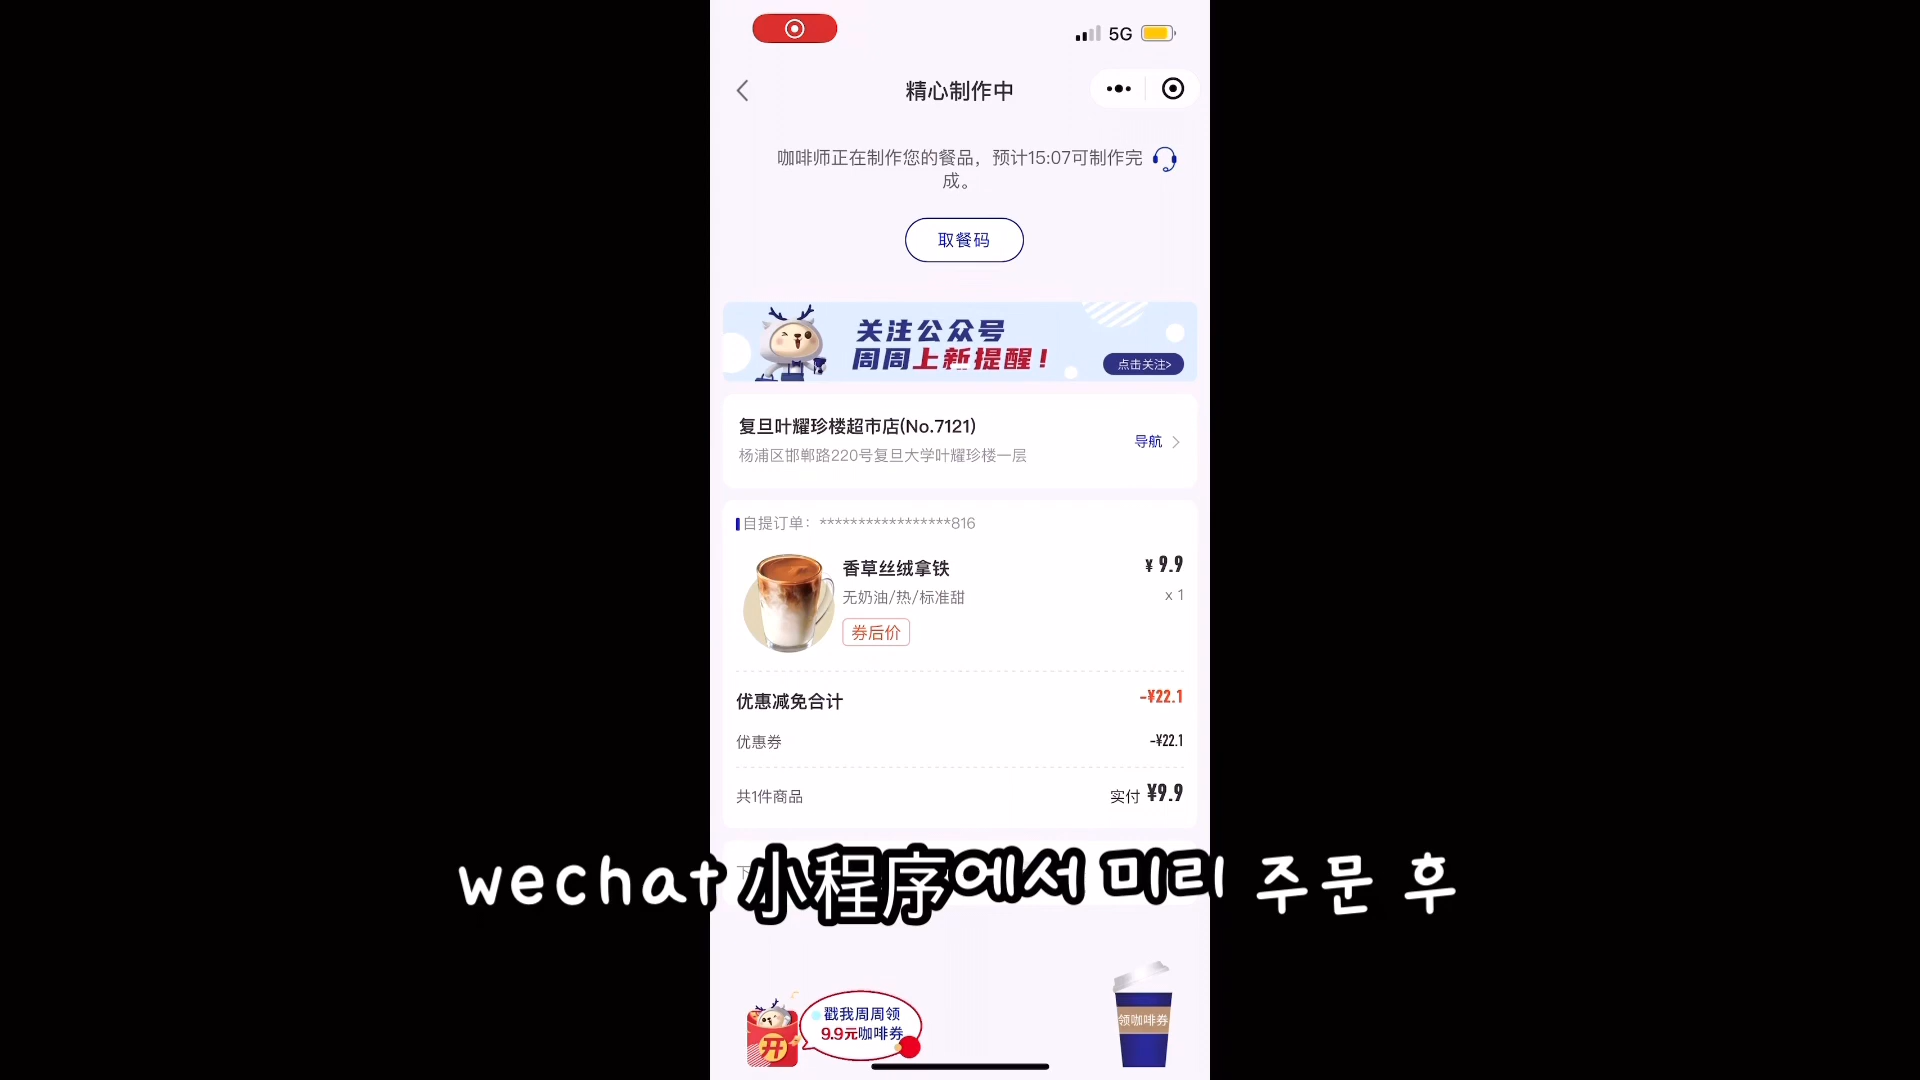 5G
精心制作中
咖啡师正在制作您的餐品，预计15:07可制作完
成。
取餐码
关注公众号
周周上新提醒!
点击关注>
复旦叶耀珍楼超市店(No.7121)
杨浦区邯郸路220号复旦大学叶耀珍楼一层
导航
自提订单：*****************816
香草丝绒拿铁
¥ 9.9
无奶油/热/标准甜
x 1
券后价
优惠减免合计
-¥22.1
优惠券
-¥22.1
共1件商品
实付 ¥9.9
下
wechat 小程序에서 미리 주문 후
戳我周周领
9.9元咖啡券
开
领咖啡券